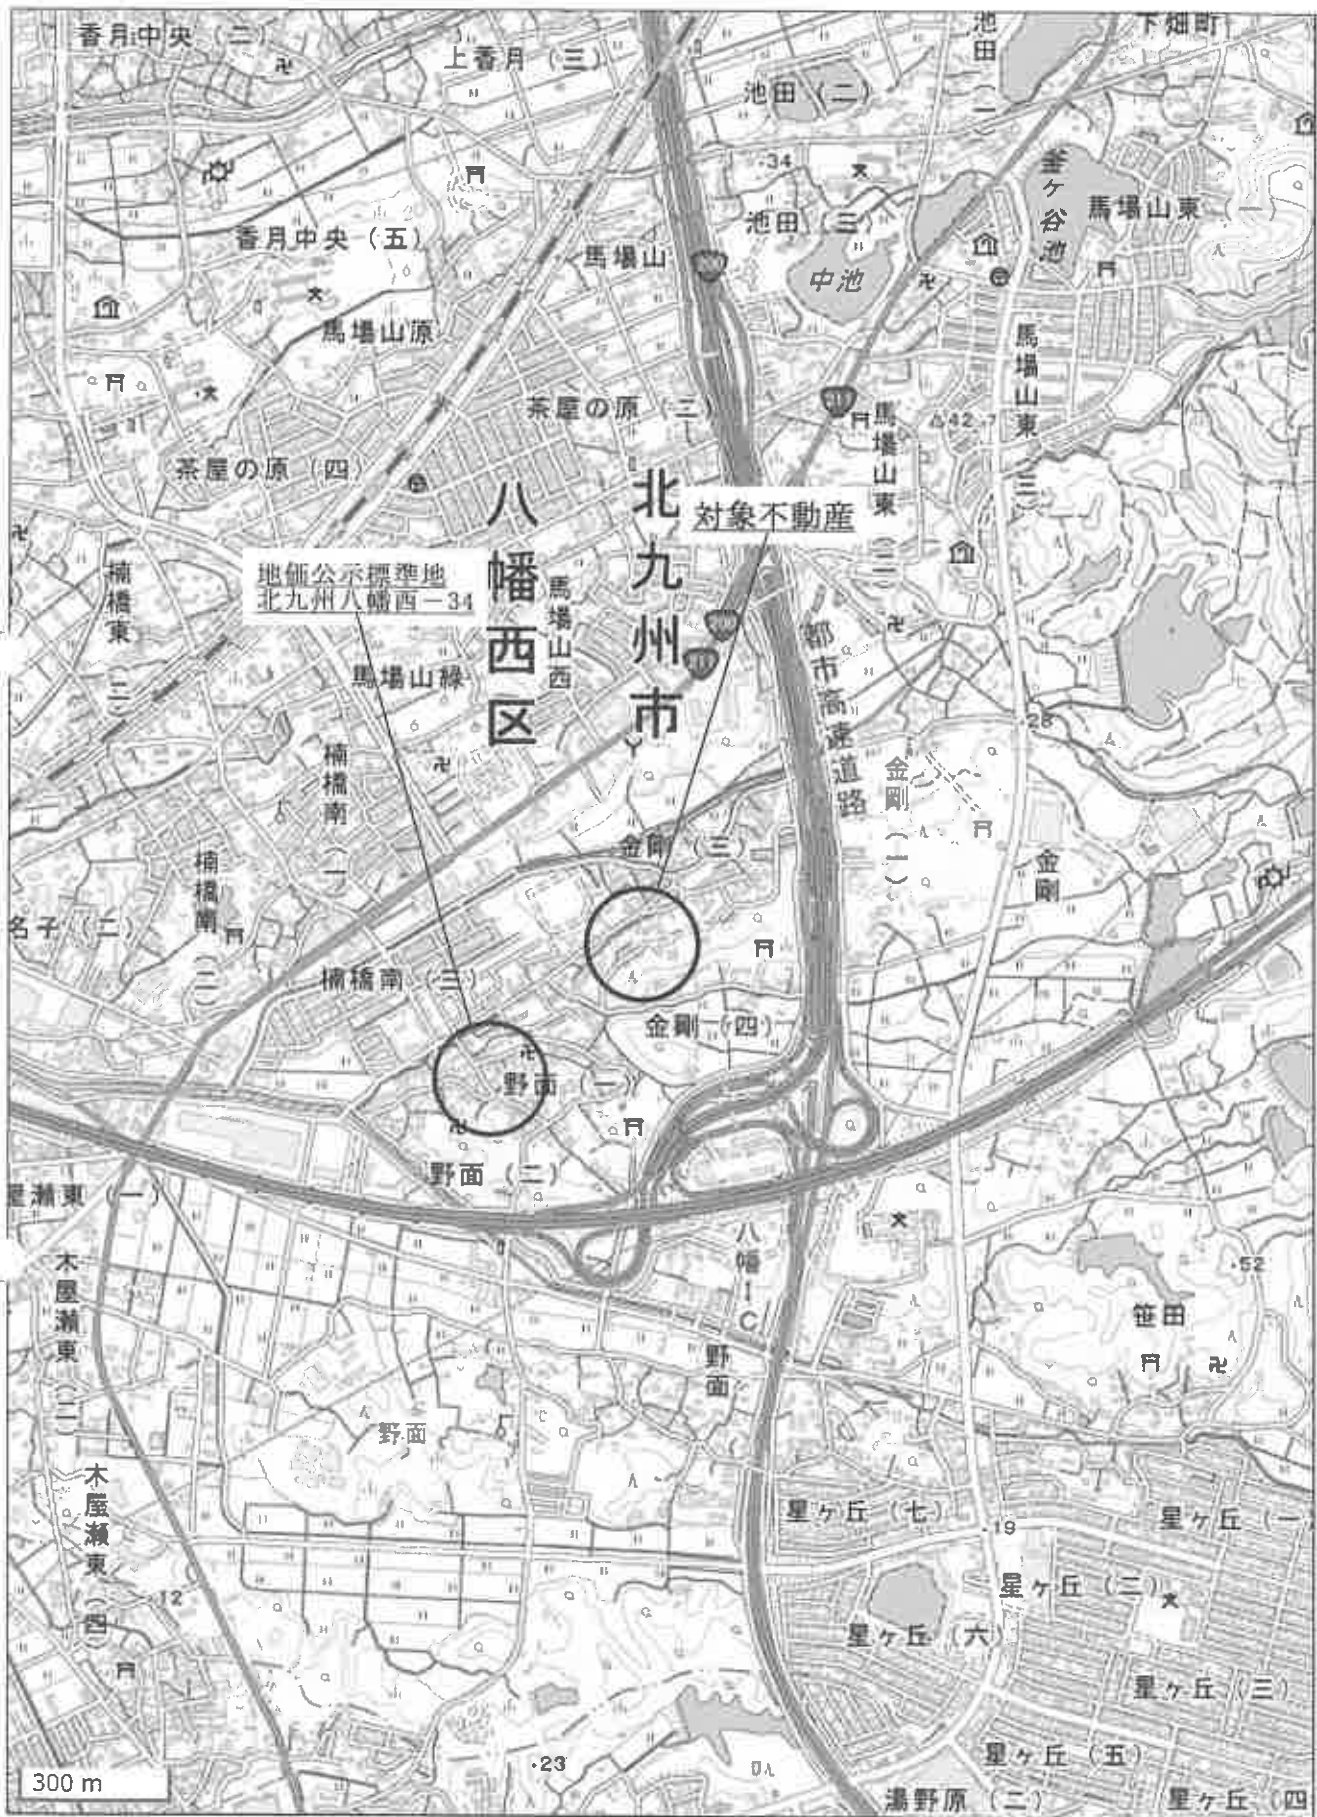 香月中央(二)
上香月(三)
池田(一)
下畑町
池田(二)
34
釜ヶ谷池
馬場山東
香月中央(五)
馬場山
池田(三)
中池
馬場山原
馬場山東(三)
茶屋の原(二)
馬場山東(二)
42.7
茶屋の原(四)
北九州市
八幡西区
対象不動産
地価公示標準地
北九州八幡西-34
楠橋東(二)
馬場山西
都市高速道路
馬場山緑
28
楠橋南(一)
金剛(一)
金剛(三)
金剛
楠橋南(二)
名子(二)
楠橋南(三)
金剛(四)
野面(一)
野面(二)
屋瀬東(一)
八幡IC
木屋瀬東(二)
52
笹田
野面
野面
木屋瀬東(四)
星ヶ丘(七)
19
星ヶ丘(一
星ヶ丘(二)
12
星ヶ丘(六)
星ヶ丘(三)
23
星ヶ丘(五)
300 m
湯野原(二)
星ヶ丘(四